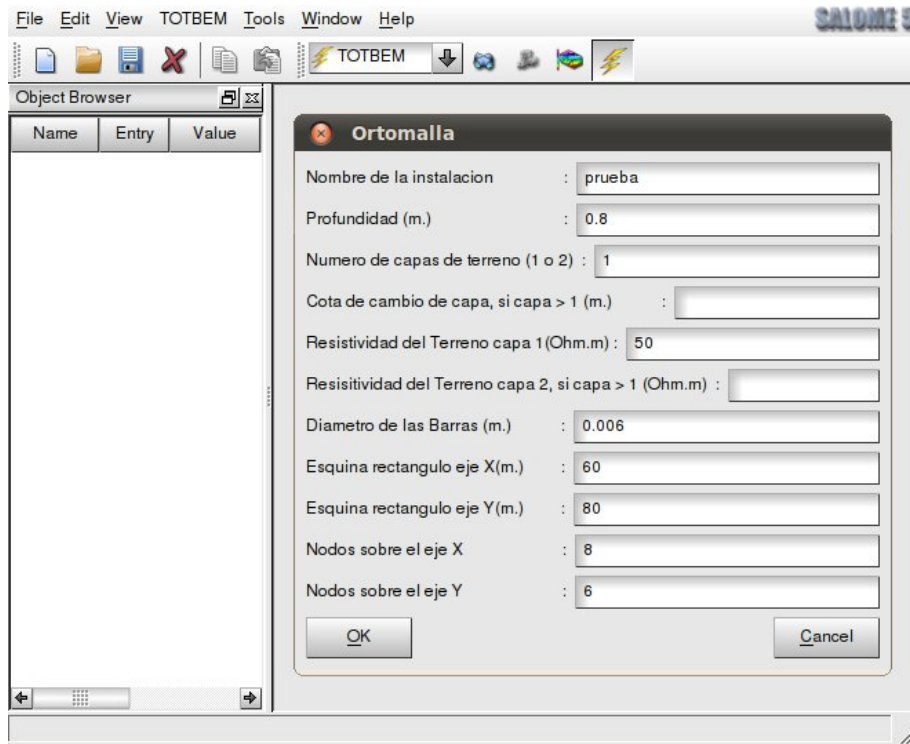 File Edit View TOTBEM Tools Window Help
SALOME 5
TOTBEM
Object Browser
Name Entry Value
Ortomalla
Nombre de la instalacion : prueba
Profundidad (m.) : 0.8
Numero de capas de terreno (1 o 2) : 1
Cota de cambio de capa, si capa > 1 (m.) :
Resistividad del Terreno capa 1(Ohm.m) : 50
Resisitividad del Terreno capa 2, si capa > 1 (Ohm.m) :
Diametro de las Barras (m.) : 0.006
Esquina rectangulo eje X(m.) : 60
Esquina rectangulo eje Y(m.) : 80
Nodos sobre el eje X : 8
Nodos sobre el eje Y : 6
OK Cancel